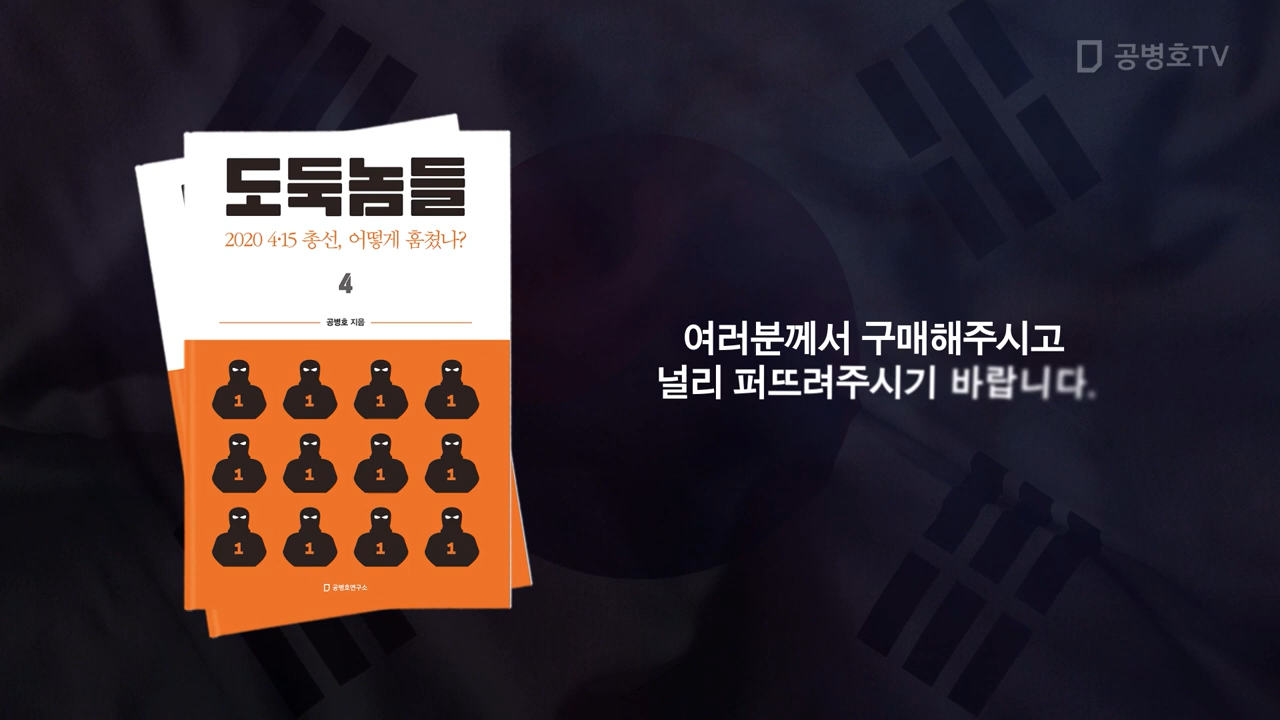 공병호TV
도둑놈들
2020 4·15 총선, 어떻게 훔쳤나?
4
공병호 지음
1 1 1 1
1 1 1 1
1 1 1 1
공병호연구소
여러분께서 구매해주시고
널리 퍼뜨려주시기 바랍니다.